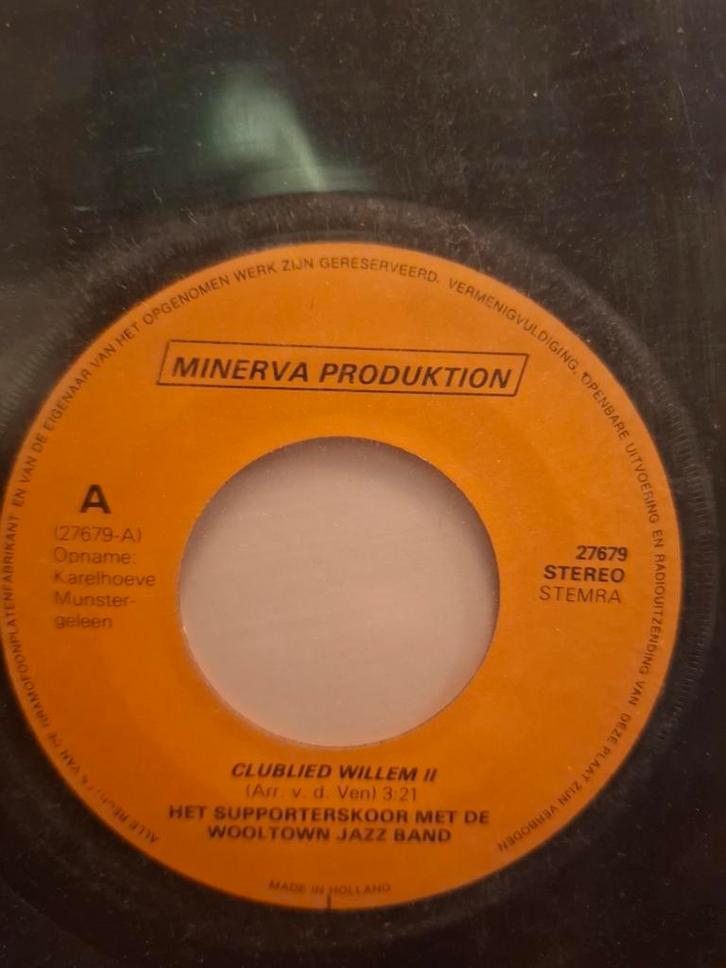 ALLE RECHTEN VAN DE GRAMOFOONPLATENFABRIKANT EN VAN DE EIGENAAR VAN HET OPGENOMEN WERK ZIJN GERESERVEERD. VERMENIGVULDIGING, OPENBARE UITVOERING EN RADIOUITZENDING VAN DEZE PLAAT ZIJN VERBODEN
MINERVA PRODUKTION
A
(27679-A)
Opname:
Karelhoeve
Munster-
geleen
27679
STEREO
STEMRA
CLUBLIED WILLEM II
(Arr. v. d. Ven) 3:21
HET SUPPORTERSKOOR MET DE
WOOLTOWN JAZZ BAND
MADE IN HOLLAND